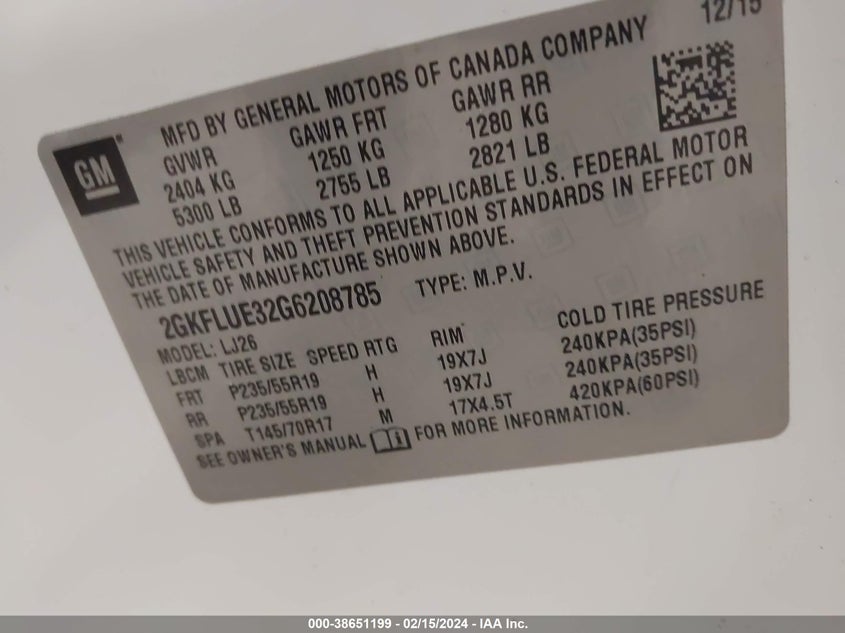 12/15
MFD BY GENERAL MOTORS OF CANADA COMPANY
GM
GVWR GAWR FRT GAWR RR
2404 KG 1250 KG 1280 KG
5300 LB 2755 LB 2821 LB
THIS VEHICLE CONFORMS TO ALL APPLICABLE U.S. FEDERAL MOTOR
VEHICLE SAFETY AND THEFT PREVENTION STANDARDS IN EFFECT ON
THE DATE OF MANUFACTURE SHOWN ABOVE.
2GKFLUE32G6208785 TYPE: M.P.V.
MODEL: LJ26
LBCM TIRE SIZE SPEED RTG RIM COLD TIRE PRESSURE
FRT P235/55R19 H 19X7J 240KPA(35PSI)
RR P235/55R19 H 19X7J 240KPA(35PSI)
SPA T145/70R17 M 17X4.5T 420KPA(60PSI)
SEE OWNER'S MANUAL FOR MORE INFORMATION.
000-38651199 - 02/15/2024 - IAA Inc.